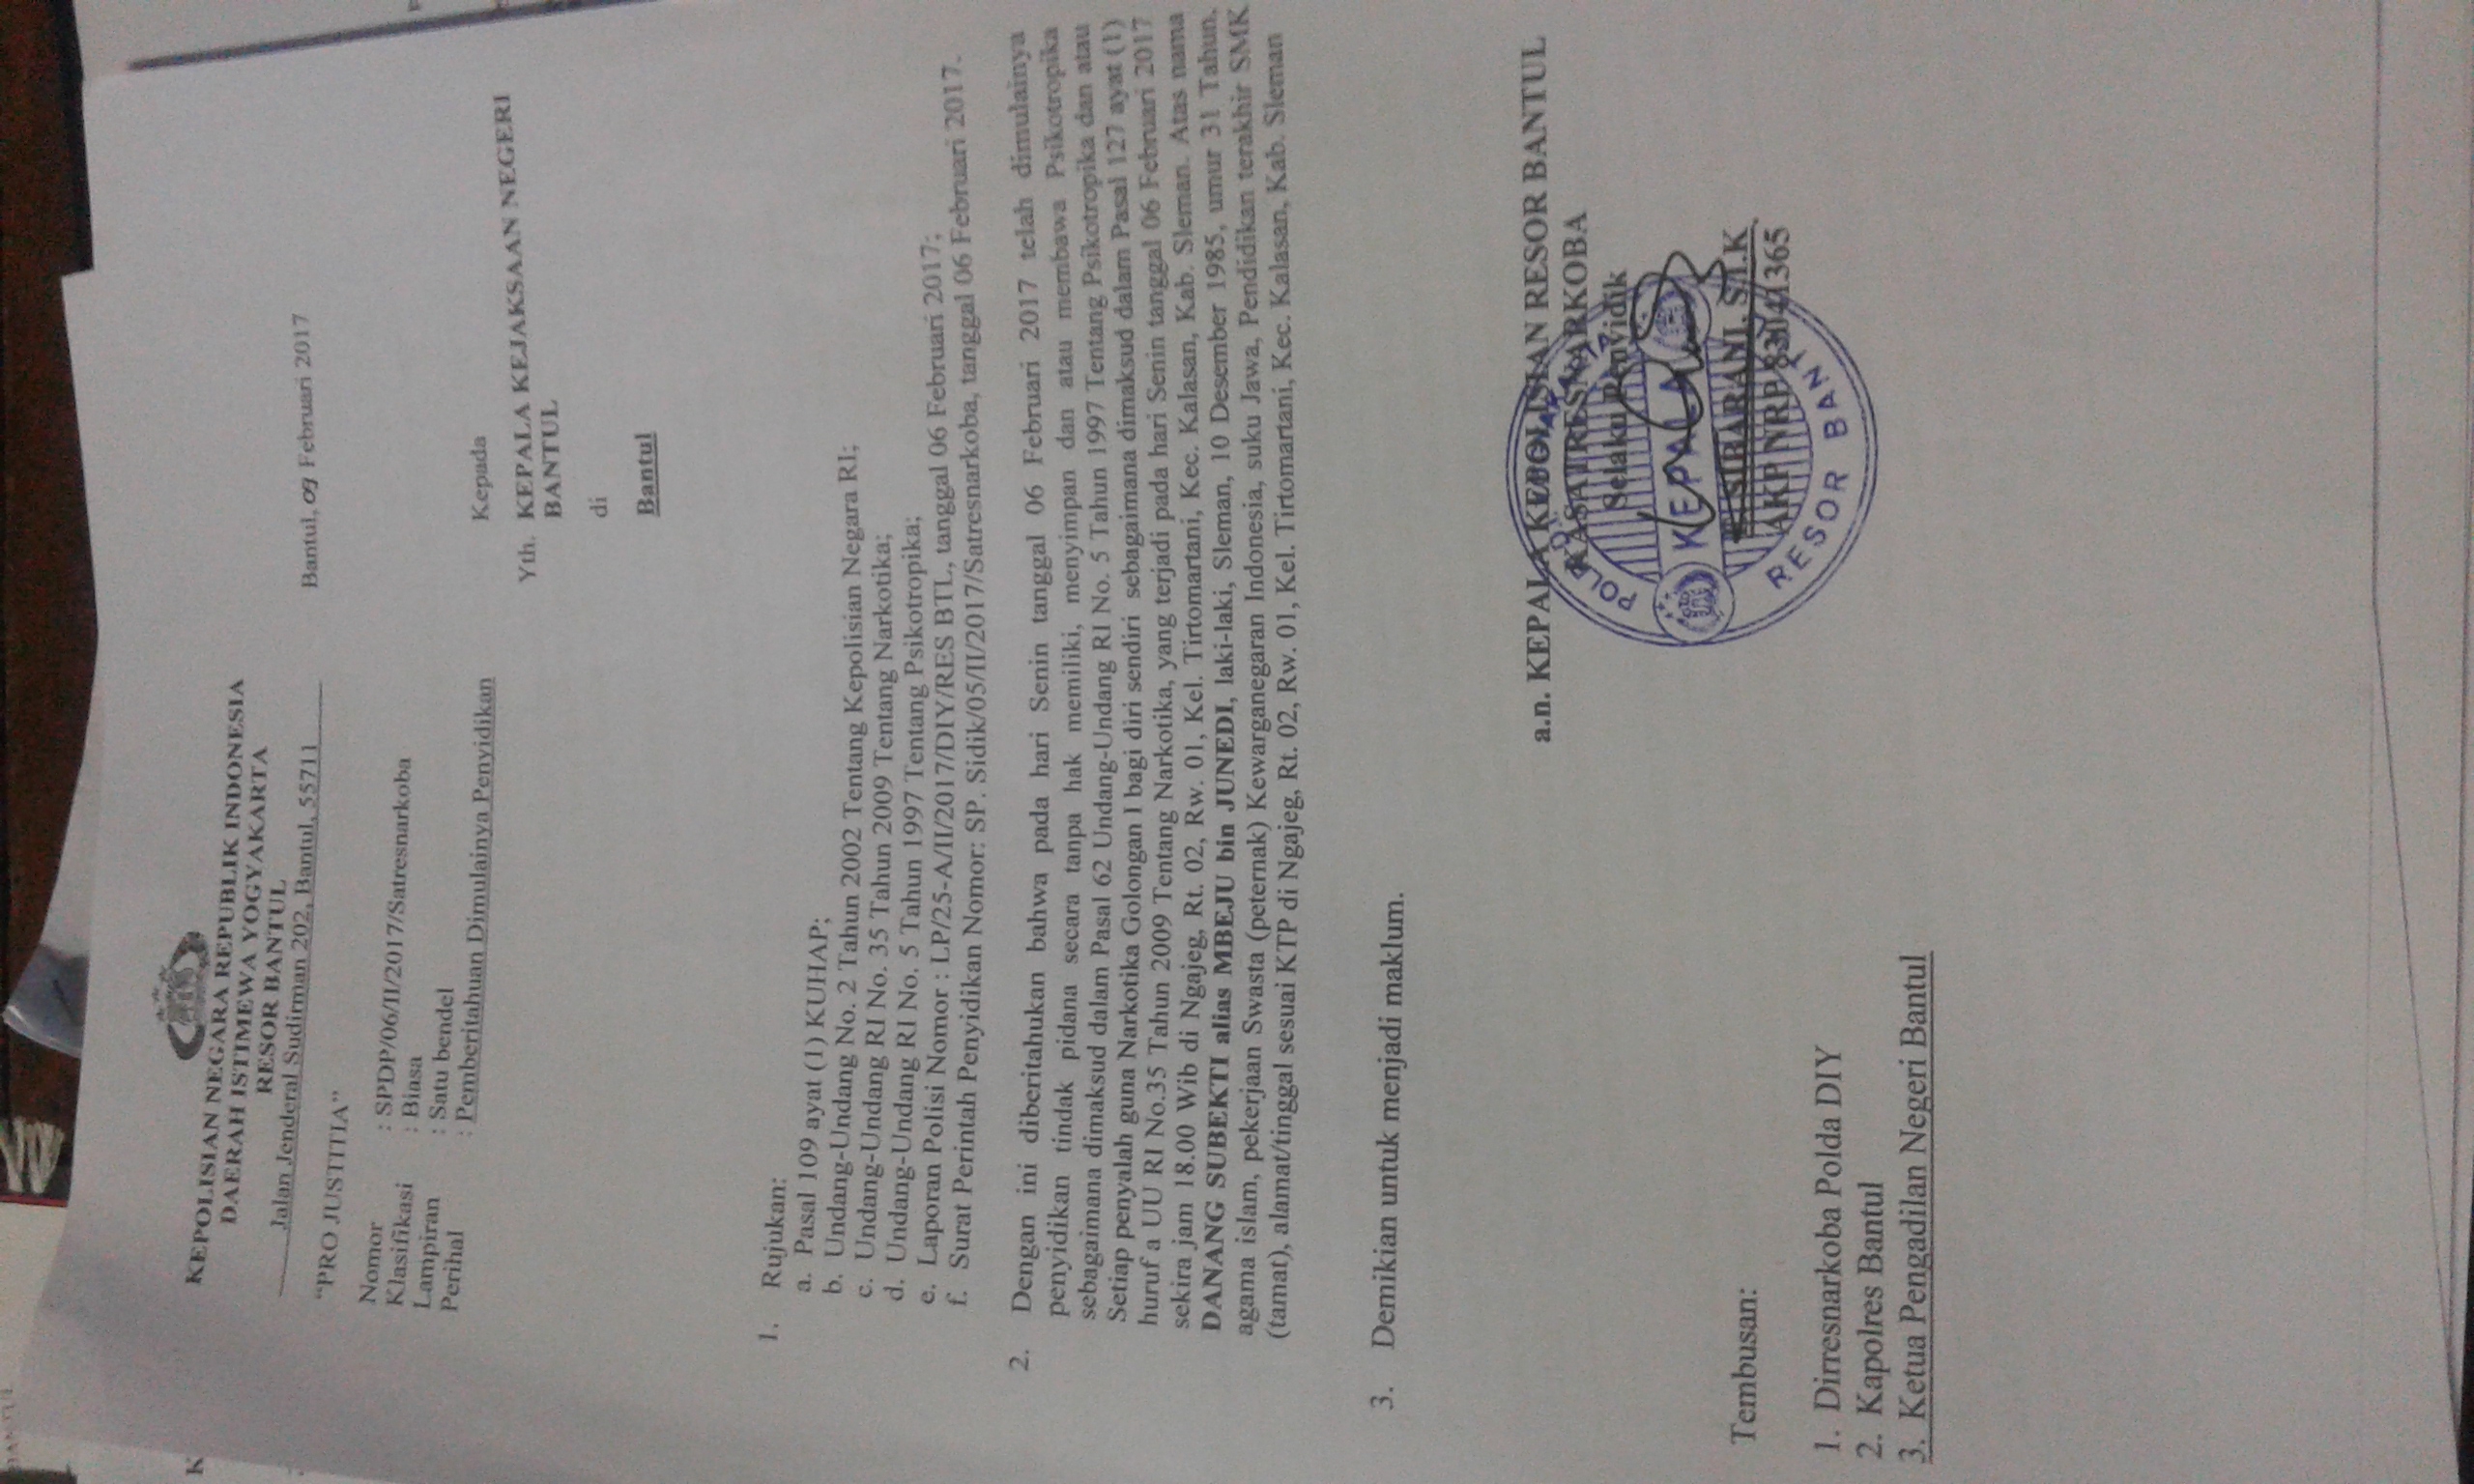 KEPOLISIAN NEGARA REPUBLIK INDONESIA
DAERAH ISTIMEWA YOGYAKARTA
RESOR BANTUL
Jalan Jenderal Sudirman 202, Bantul, 55711
Bantul, Februari 2017
“PRO JUSTITIA”
Nomor : SPDP/06/II/2017/Satresnarkoba
Klasifikasi : Biasa
Lampiran : Satu bendel
Perihal : Pemberitahuan Dimulainya Penyidikan
Kepada
Yth. KEPALA KEJAKSAAN NEGERI
BANTUL
di
Bantul
1. Rujukan:
a. Pasal 109 ayat (1) KUHAP;
b. Undang-Undang No. 2 Tahun 2002 Tentang Kepolisian Negara RI;
c. Undang-Undang RI No. 35 Tahun 2009 Tentang Narkotika;
d. Undang-Undang RI No. 5 Tahun 1997 Tentang Psikotropika;
e. Laporan Polisi Nomor : LP/25-A/II/2017/DIY/RES BTL, tanggal 06 Februari 2017;
f. Surat Perintah Penyidikan Nomor: SP. Sidik/05/II/2017/Satresnarkoba, tanggal 06 Februari 2017.
2. Dengan ini diberitahukan bahwa pada hari Senin tanggal 06 Februari 2017 telah dimulainya
penyidikan tindak pidana secara tanpa hak memiliki, menyimpan dan atau membawa Psikotropika
sebagaimana dimaksud dalam Pasal 62 Undang-Undang RI No. 5 Tahun 1997 Tentang Psikotropika dan atau
Setiap penyalah guna Narkotika Golongan I bagi diri sendiri sebagaimana dimaksud dalam Pasal 127 ayat (1)
huruf a UU RI No.35 Tahun 2009 Tentang Narkotika, yang terjadi pada hari Senin tanggal 06 Februari 2017
sekira jam 18.00 Wib di Ngajeg, Rt. 02, Rw. 01, Kel. Tirtomartani, Kec. Kalasan, Kab. Sleman. Atas nama
DANANG SUBEKTI alias MBEJU bin JUNEDI, laki-laki, Sleman, 10 Desember 1985, umur 31 Tahun,
agama islam, pekerjaan Swasta (peternak) Kewarganegaran Indonesia, suku Jawa, Pendidikan terakhir SMK
(tamat), alamat/tinggal sesuai KTP di Ngajeg, Rt. 02, Rw. 01, Kel. Tirtomartani, Kec. Kalasan, Kab. Sleman
3. Demikian untuk menjadi maklum.
a.n. KEPALA KEPOLISIAN RESOR BANTUL
KASATRESNARKOBA
Selaku Penyidik
KEPALA
SIBARANI, S.I.K
AKP NRP 83041365
RESOR BANTUL
Tembusan:
1. Dirresnarkoba Polda DIY
2. Kapolres Bantul
3. Ketua Pengadilan Negeri Bantul